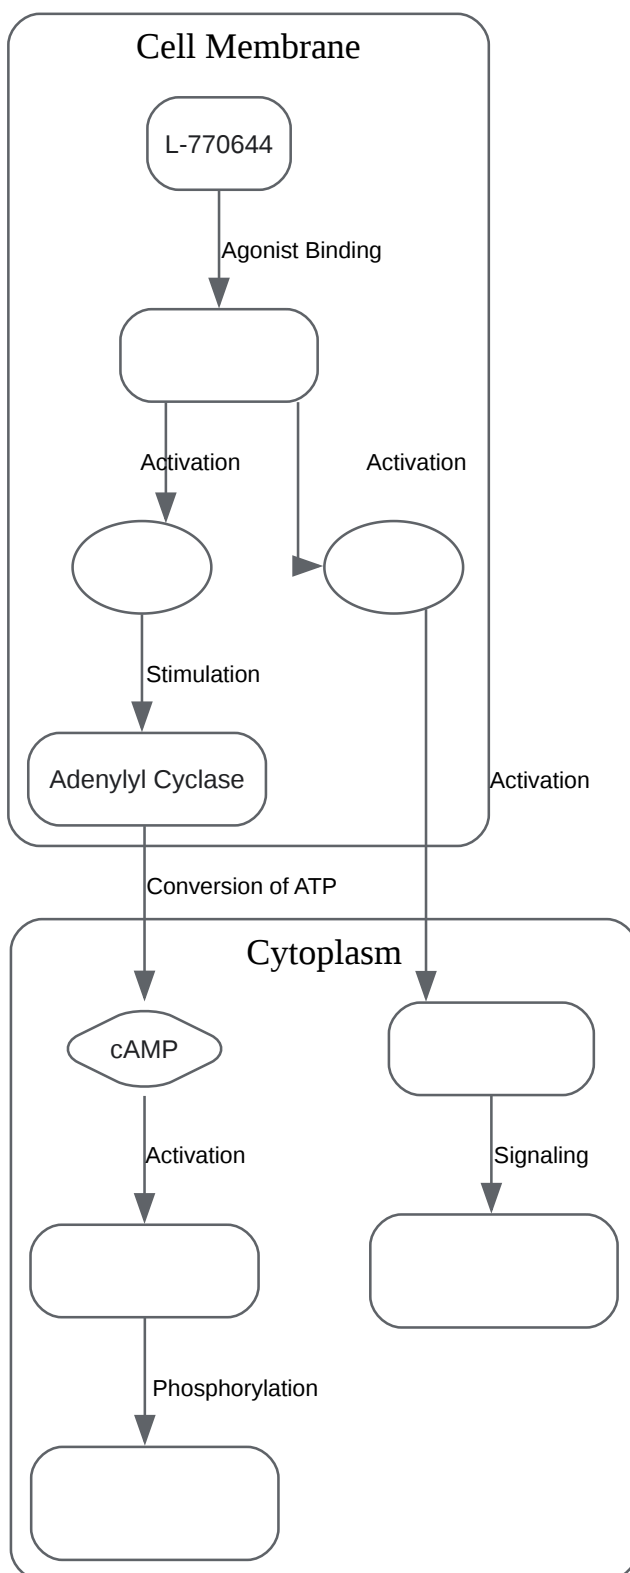 Cell Membrane
L-770644
Agonist Binding
Activation
Activation
Stimulation
Adenylyl Cyclase
Activation
Conversion of ATP
Cytoplasm
cAMP
Activation
Signaling
Phosphorylation